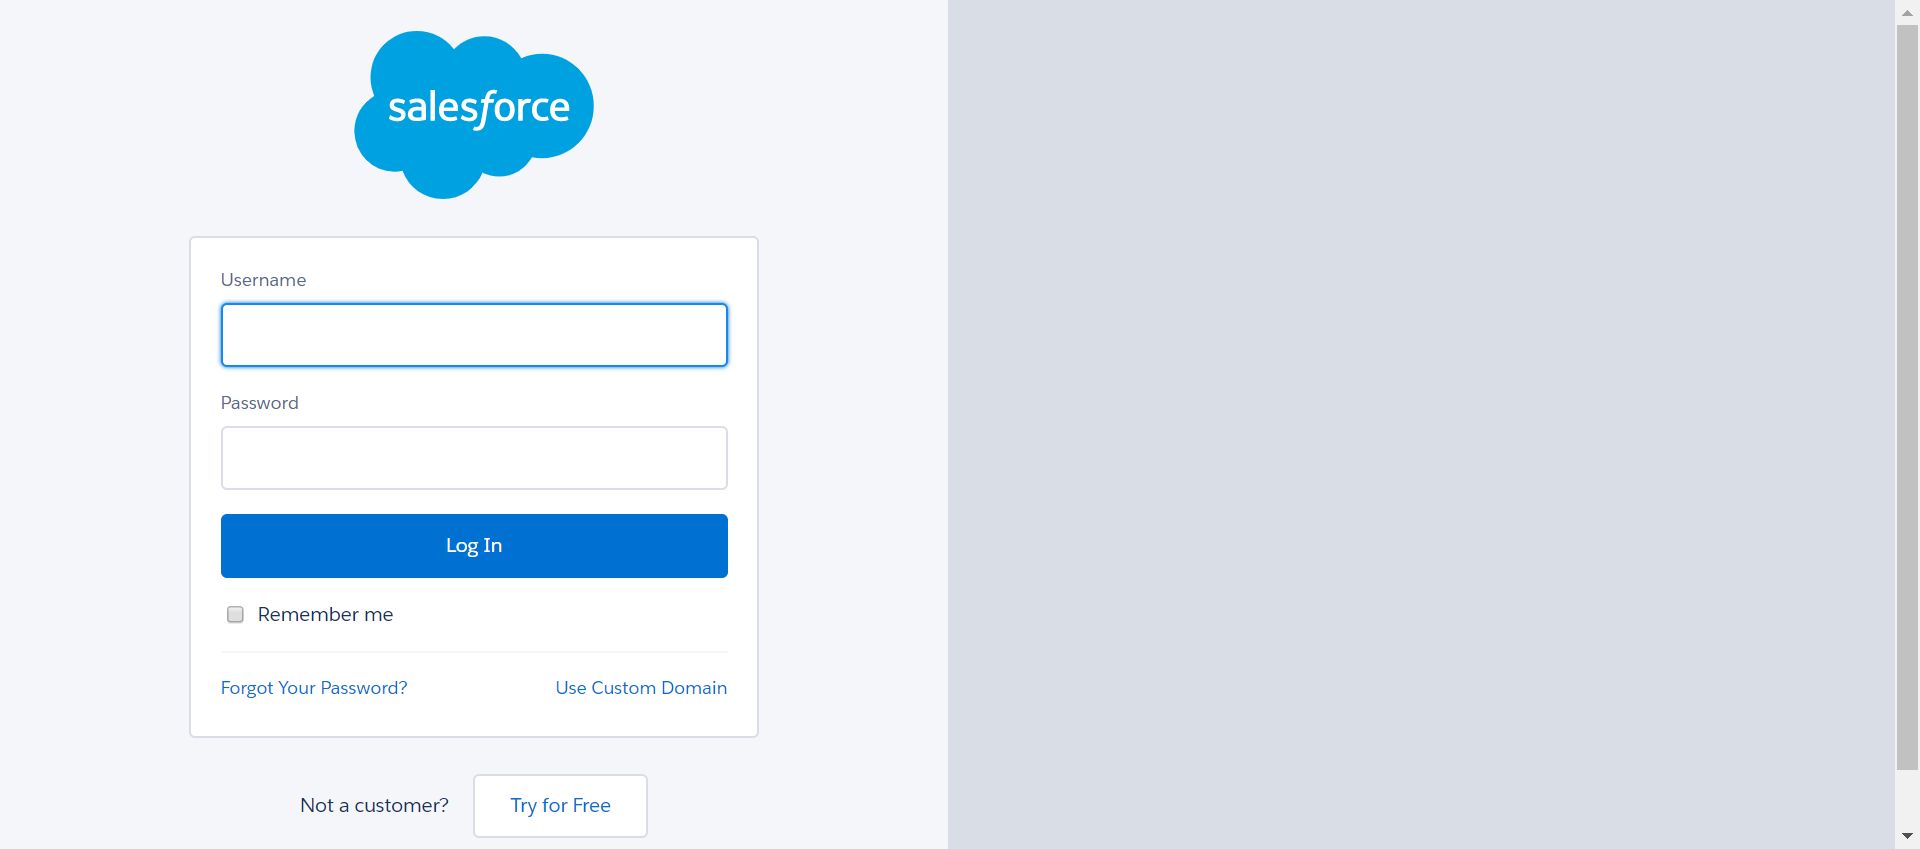 salesforce
Username
Password
Log In
Remember me
Forgot Your Password? Use Custom Domain
Not a customer? Try for Free